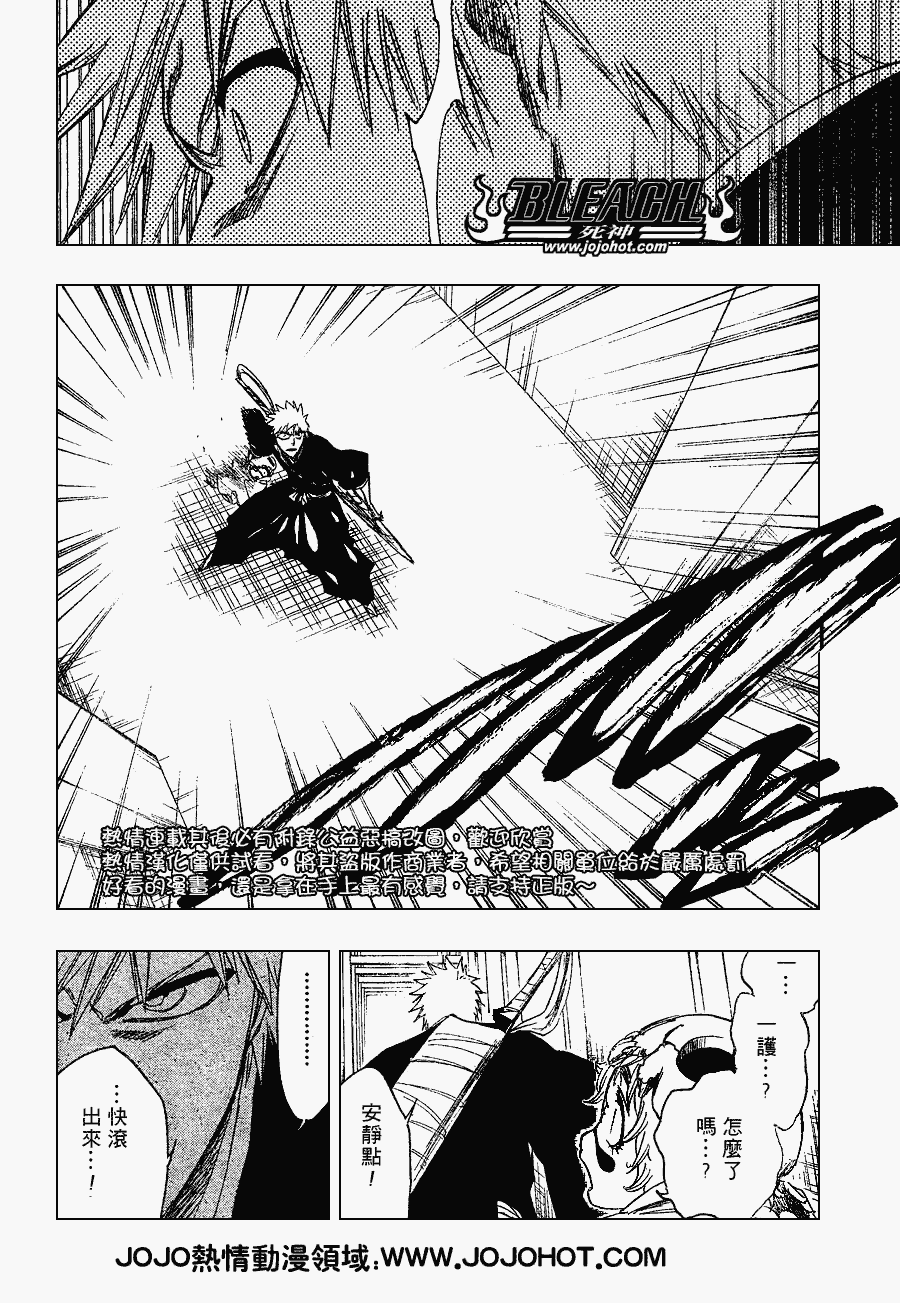 BLEACH
死神
www.jojohot.com
熱情連載其後必有附錄公益惡搞改圖，歡迎欣賞
熱情漢化僅供試看，將其盜版作商業者，希望相關單位給於嚴厲處罰
好看的漫畫，還是拿在手上最有感覺，請支持正版～
一…
一護…?
怎麼了
嗎…?
安靜點!
…………
…快滾
出來…!
JOJO熱情動漫領域:WWW.JOJOHOT.COM